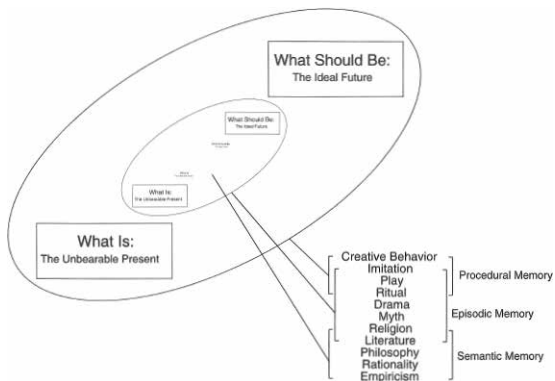 What Should Be:
The Ideal Future
What Should Be:
The Ideal Future
What Is:
The Unbearable Present
What Is:
The Unbearable Present
Creative Behavior
Imitation
Play
Ritual
Drama
Myth
Religion
Literature
Philosophy
Rationality
Empiricism
Procedural Memory
Episodic Memory
Semantic Memory